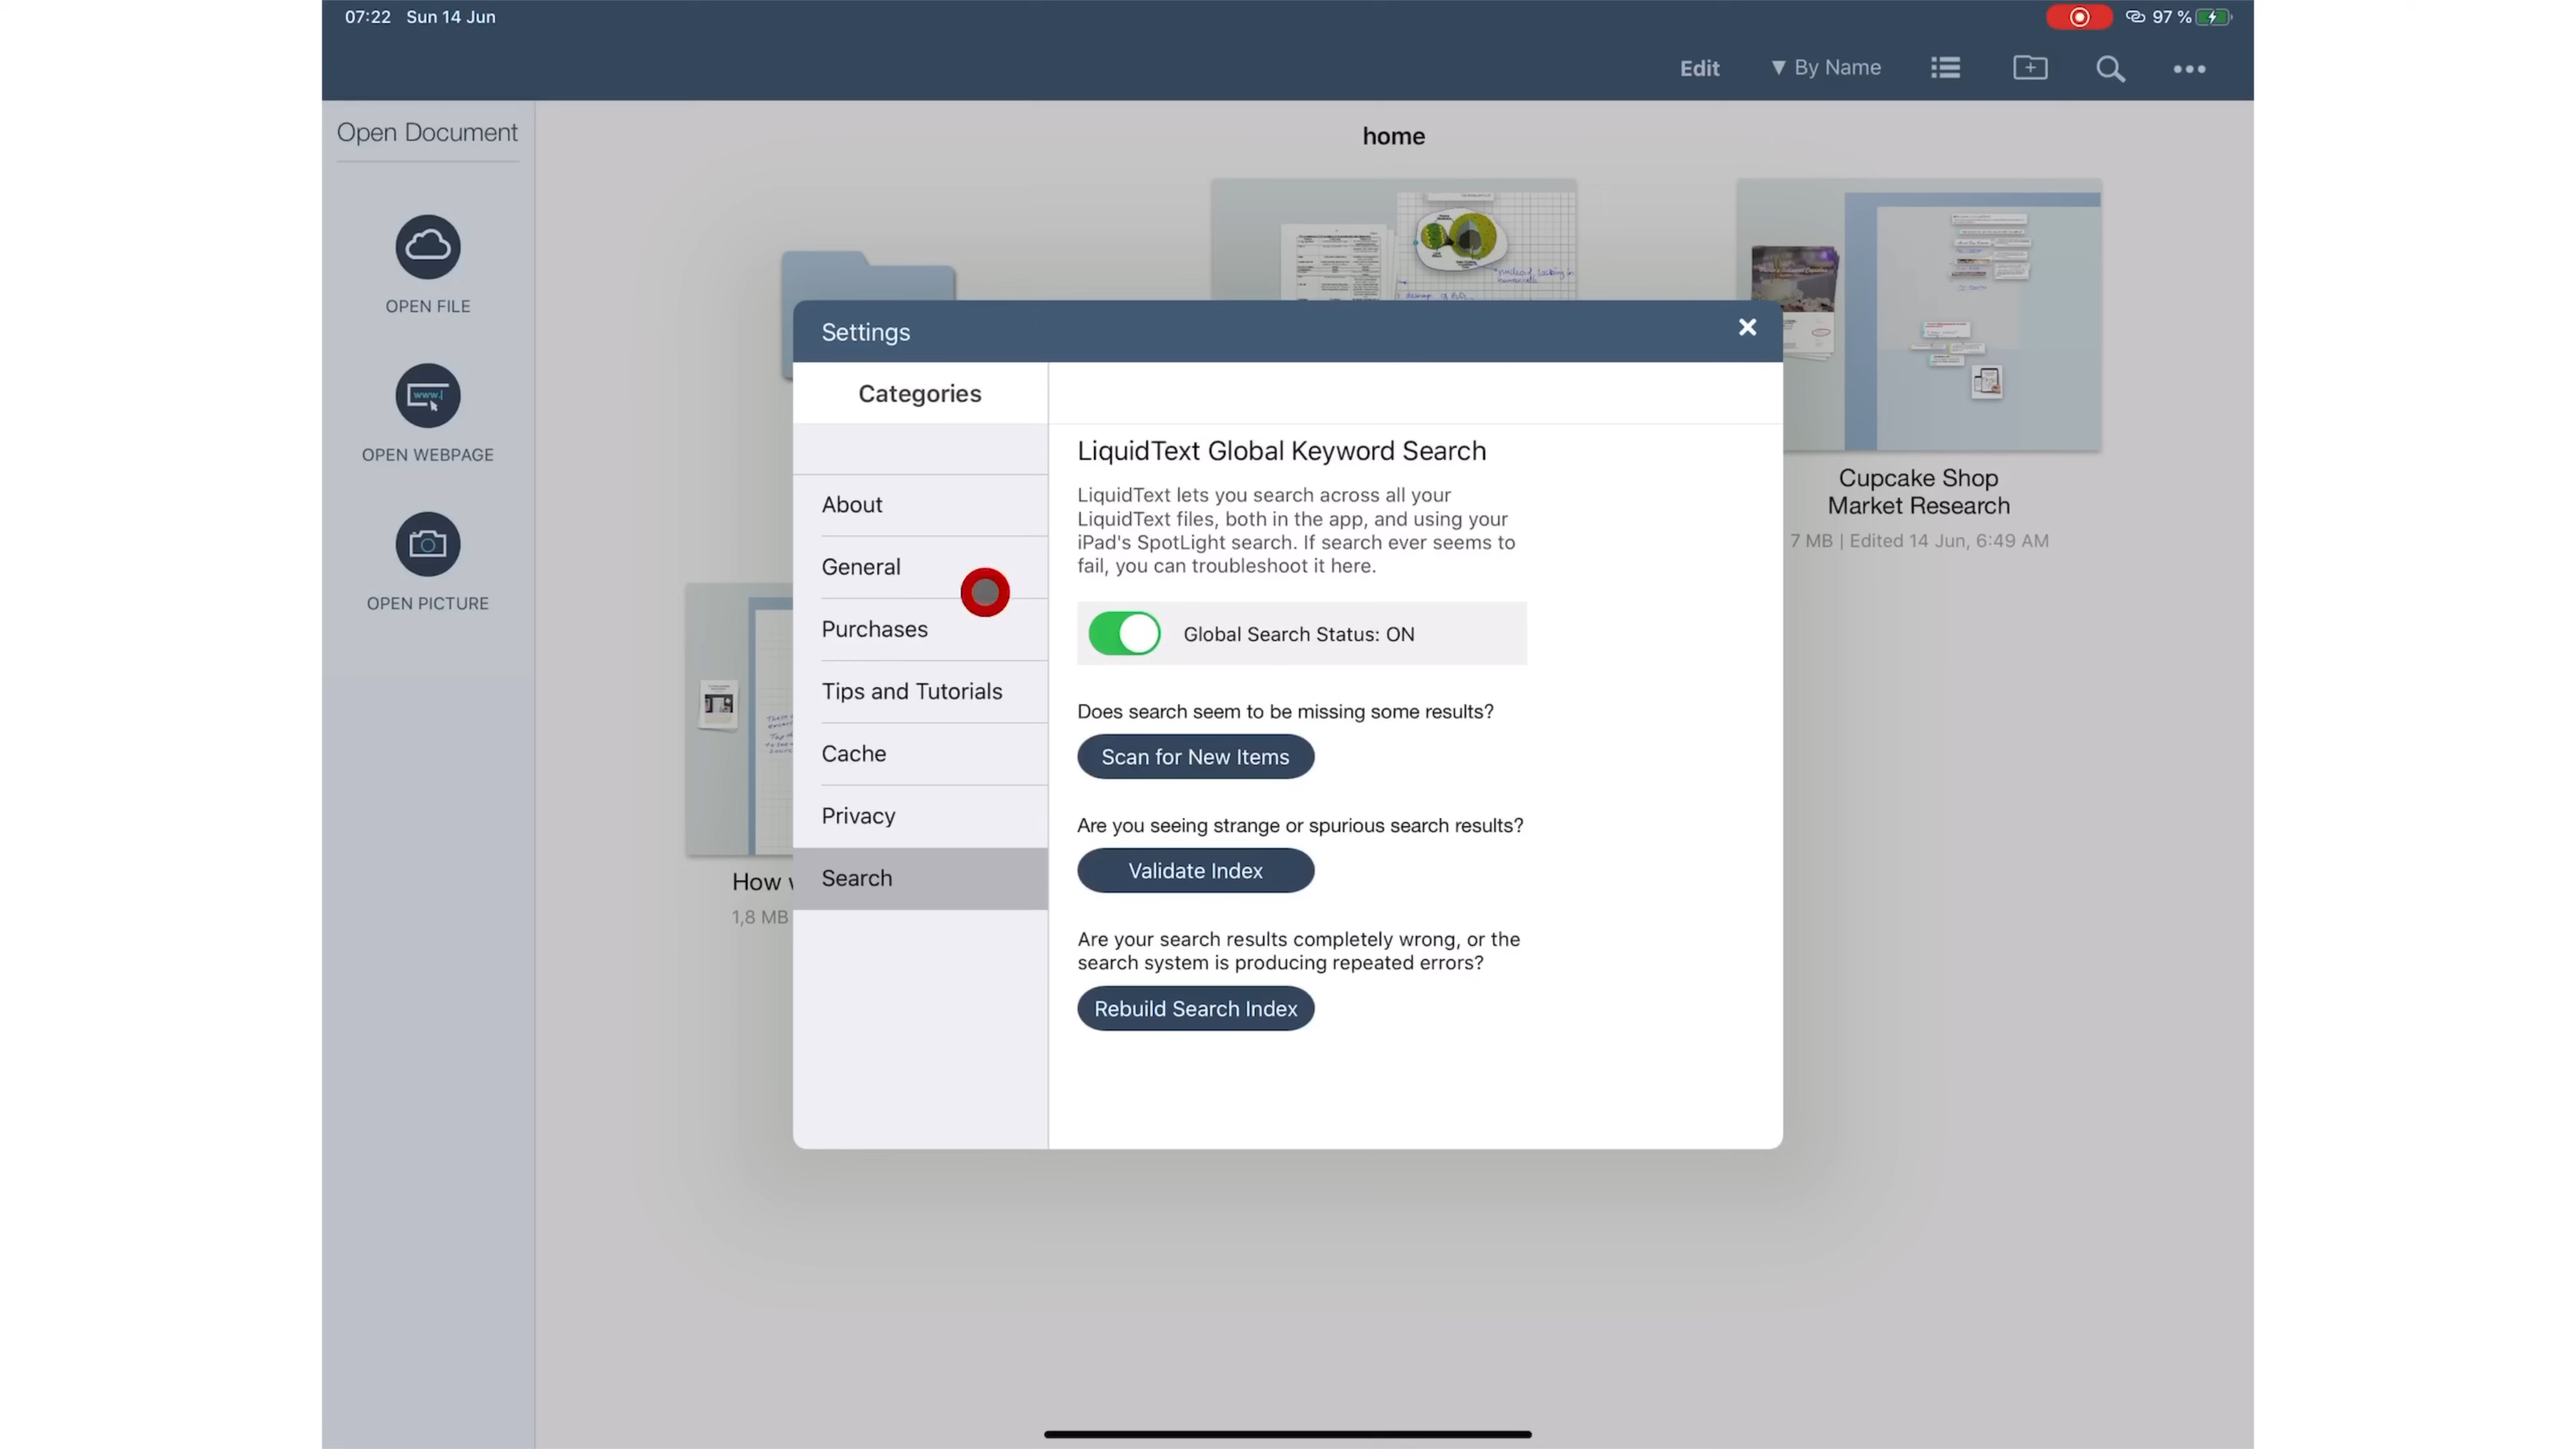 07:22 Sun 14 Jun
97 %
Edit
▼ By Name
•••
Open Document
OPEN FILE
www.
OPEN WEBPAGE
OPEN PICTURE
home
Cupcake Shop
Market Research
7 MB | Edited 14 Jun, 6:49 AM
How
1,8 MB
Settings
Categories
About
General
Purchases
Tips and Tutorials
Cache
Privacy
Search
LiquidText Global Keyword Search
LiquidText lets you search across all your
LiquidText files, both in the app, and using your
iPad's SpotLight search. If search ever seems to
fail, you can troubleshoot it here.
Global Search Status: ON
Does search seem to be missing some results?
Scan for New Items
Are you seeing strange or spurious search results?
Validate Index
Are your search results completely wrong, or the
search system is producing repeated errors?
Rebuild Search Index